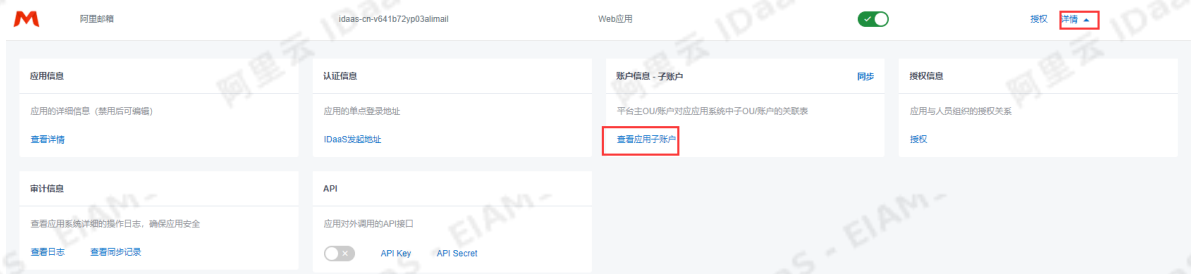 阿里邮箱 idaas-cn-v641b72yp03alimail Web应用 授权 详情
应用信息 认证信息 账户信息 - 子账户 同步 授权信息
应用的详细信息（禁用后可编辑） 应用的单点登录地址 平台主OU/账户对应应用系统中子OU/账户的关联表 应用与人员组织的授权关系
查看详情 IDaaS发起地址 查看应用子账户 授权
审计信息 API
查看应用系统详细的操作日志，确保应用安全 应用对外调用的API接口
查看日志 查看同步记录 API Key API Secret
阿里云 IDaaS - EIAM